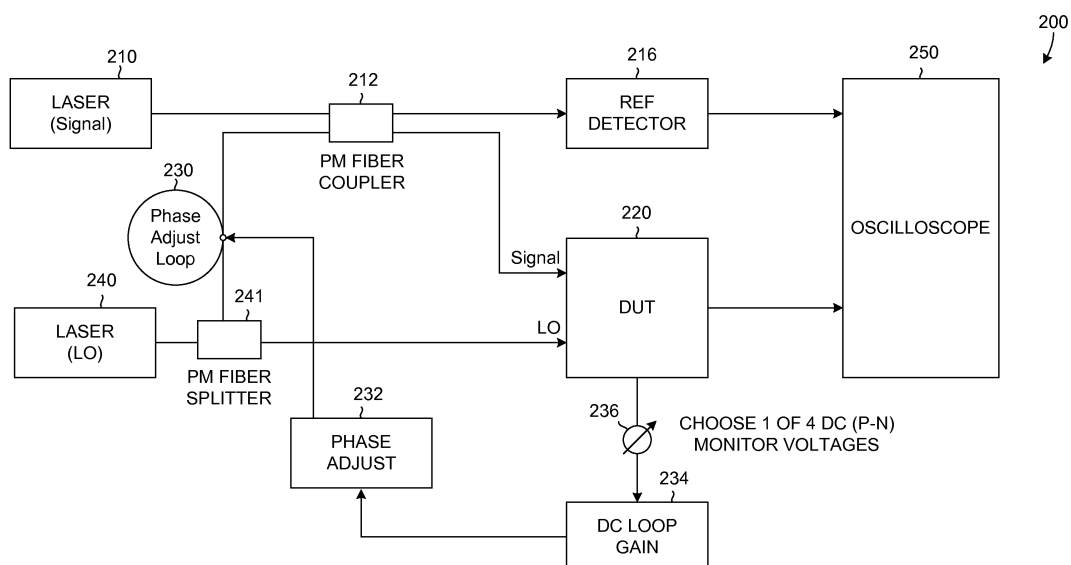 200
210
LASER
(Signal)
212
PM FIBER
COUPLER
216
REF
DETECTOR
250
OSCILLOSCOPE
230
Phase
Adjust
Loop
220
Signal
LO
DUT
240
LASER
(LO)
241
PM FIBER
SPLITTER
232
PHASE
ADJUST
236
CHOOSE 1 OF 4 DC (P-N)
MONITOR VOLTAGES
234
DC LOOP
GAIN